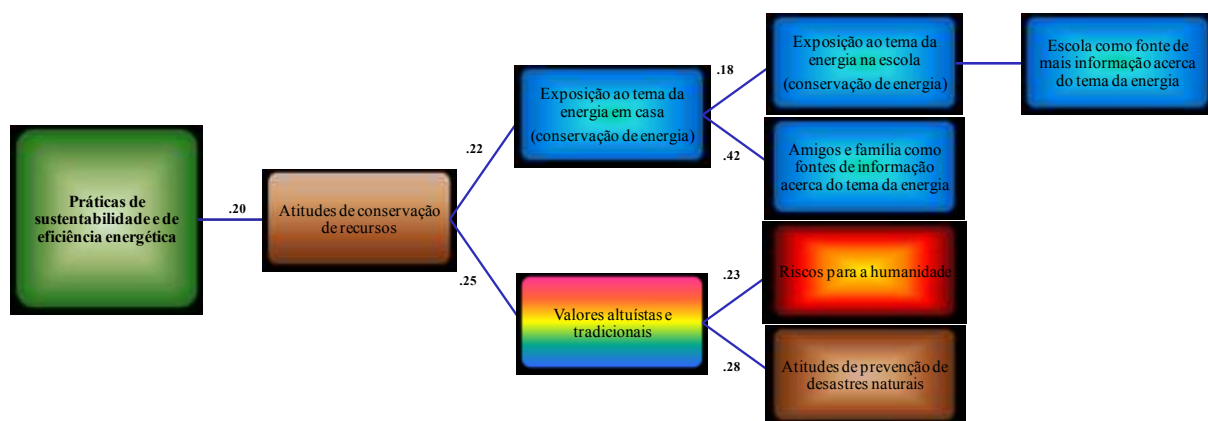 Práticas de
sustentabilidade e de
eficiência energética
.20
Atitudes de conservação
de recursos
.22
.25
Exposição ao tema da
energia em casa
(conservação de energia)
.18
.42
Exposição ao tema da
energia na escola
(conservação de energia)
Escola como fonte de
mais informação acerca
do tema da energia
Amigos e família como
fontes de informação
acerca do tema da energia
Valores altuístas e
tradicionais
.23
.28
Riscos para a humanidade
Atitudes de prevenção de
desastres naturais